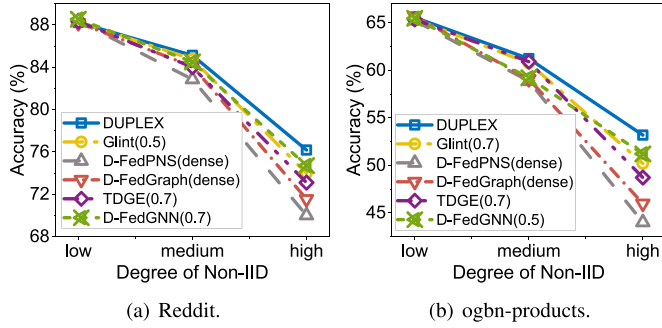 Accuracy (%)
88
84
80
76
72
68
DUPLEX
Glint(0.5)
D-FedPNS(dense)
D-FedGraph(dense)
TDGE(0.7)
D-FedGNN(0.7)
low medium high
Degree of Non-IID
(a) Reddit.
Accuracy (%)
65
60
55
50
45
DUPLEX
Glint(0.7)
D-FedPNS(dense)
D-FedGraph(dense)
TDGE(0.7)
D-FedGNN(0.5)
low medium high
Degree of Non-IID
(b) ogbn-products.